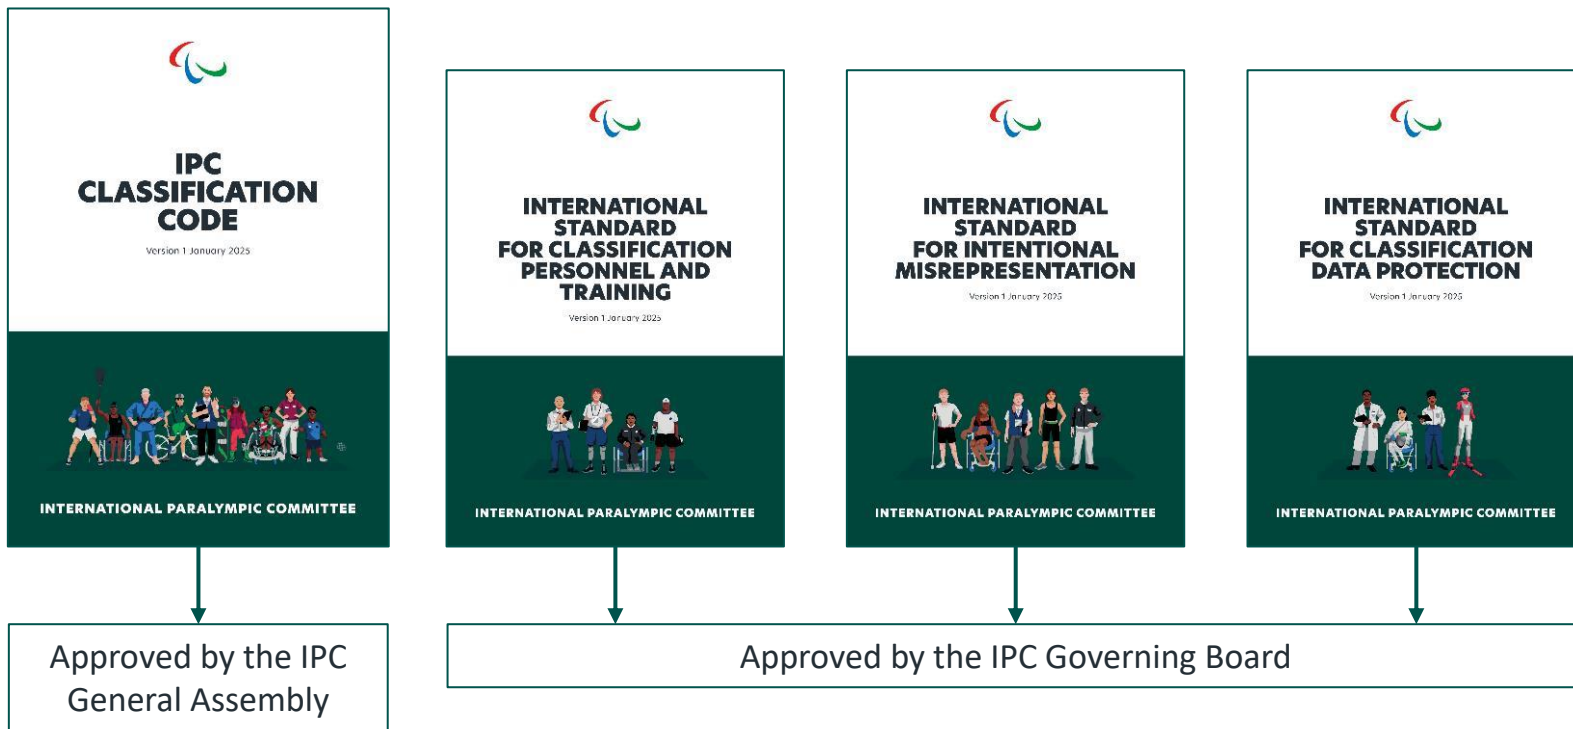 IPC
CLASSIFICATION
CODE
Version 1 January 2025
INTERNATIONAL PARALYMPIC COMMITTEE
Approved by the IPC
General Assembly
INTERNATIONAL
STANDARD
FOR CLASSIFICATION
PERSONNEL AND
TRAINING
Version 1 January 2025
INTERNATIONAL PARALYMPIC COMMITTEE
INTERNATIONAL
STANDARD
FOR INTENTIONAL
MISREPRESENTATION
Version 1 January 2025
INTERNATIONAL PARALYMPIC COMMITTEE
INTERNATIONAL
STANDARD
FOR CLASSIFICATION
DATA PROTECTION
Version 1 January 2025
INTERNATIONAL PARALYMPIC COMMITTEE
Approved by the IPC Governing Board